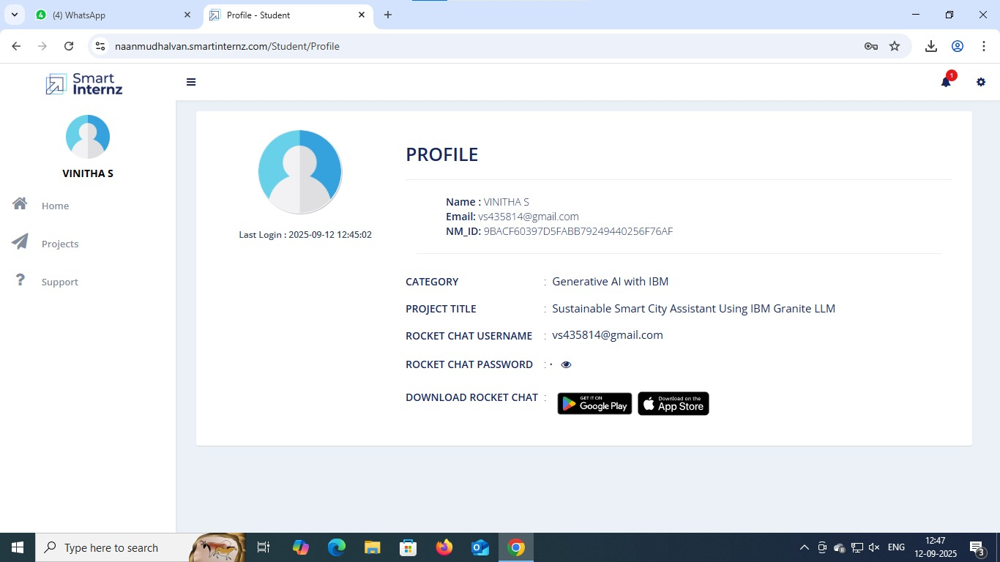 (4) WhatsApp
Profile - Student
naanmudhalvan.smartinternz.com/Student/Profile
Smart
Internz
1
VINITHA S
Home
Projects
Support
Last Login : 2025-09-12 12:45:02
PROFILE
Name : VINITHA S
Email: vs435814@gmail.com
NM_ID: 9BACF60397D5FABB79249440256F76AF
CATEGORY : Generative AI with IBM
PROJECT TITLE : Sustainable Smart City Assistant Using IBM Granite LLM
ROCKET CHAT USERNAME : vs435814@gmail.com
ROCKET CHAT PASSWORD : ·
DOWNLOAD ROCKET CHAT :
GET IT ON
Google Play
Download on the
App Store
Type here to search
ENG
12:47
12-09-2025
3